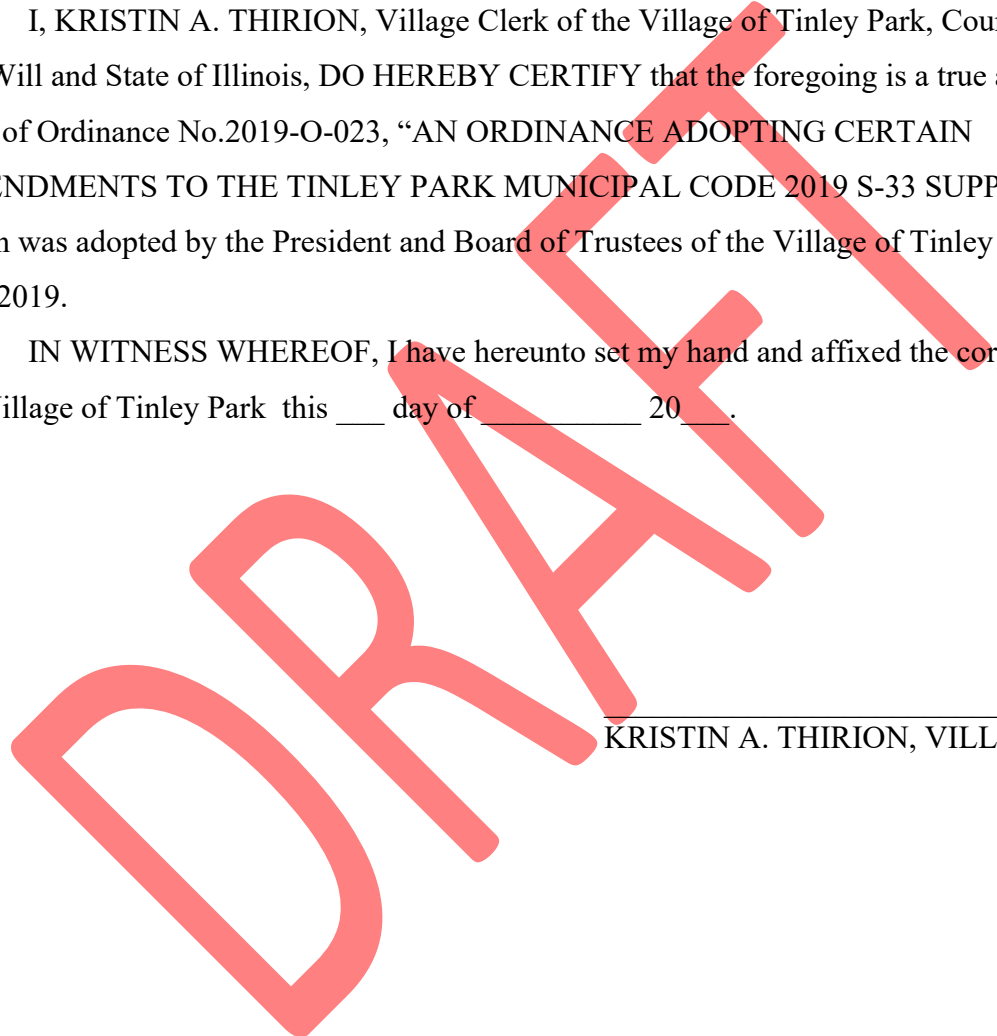 I, KRISTIN A. THIRION, Village Clerk of the Village of Tinley Park, Cou
Will and State of Illinois, DO HEREBY CERTIFY that the foregoing is a true a
of Ordinance No.2019-O-023, “AN ORDINANCE ADOPTING CERTAIN
ENDMENTS TO THE TINLEY PARK MUNICIPAL CODE 2019 S-33 SUPP
n was adopted by the President and Board of Trustees of the Village of Tinley
2019.
IN WITNESS WHEREOF, I have hereunto set my hand and affixed the cor
Village of Tinley Park this ___ day of __________ 20___.
KRISTIN A. THIRION, VILL
DRAFT